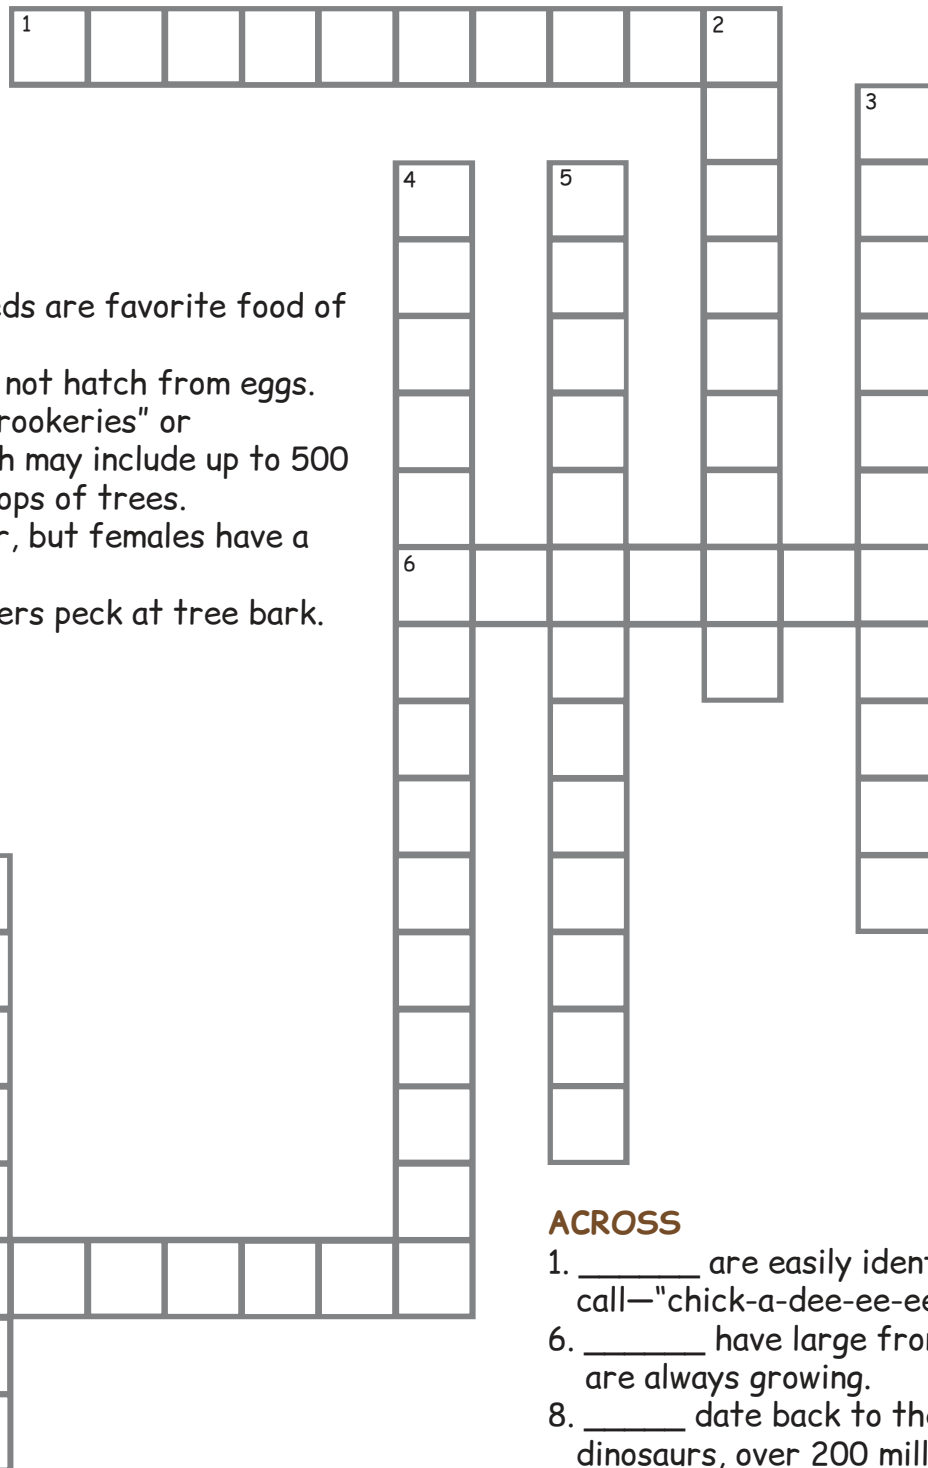 1
2
3
4
5
eds are favorite food of
not hatch from eggs.
rookeries" or
h may include up to 500
ops of trees.
r, but females have a
6
ers peck at tree bark.
ACROSS
1. ______ are easily ident
call—"chick-a-dee-ee-ee
6. ______ have large fron
are always growing.
8. _____ date back to the
dinosaurs, over 200 mill